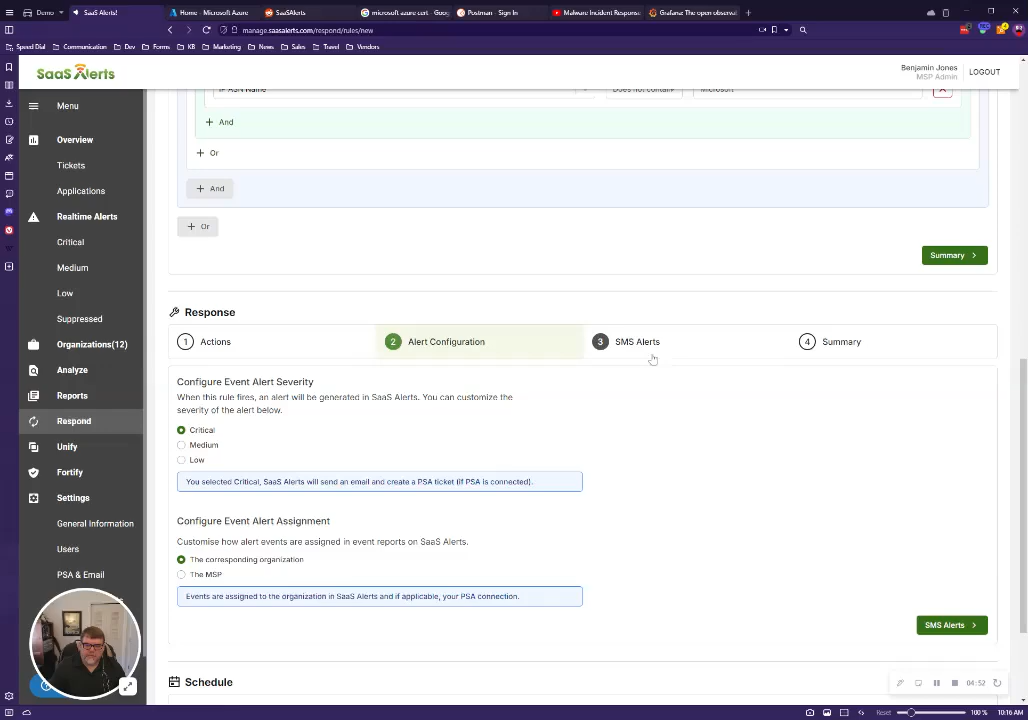 Demo
SaaS Alerts!
Home - Microsoft Azure
SaaSAlerts
microsoft azure cert - Goog
Postman - Sign In
Malware Incident Respons
Grafana: The open observal
manage.saasalerts.com/respond/rules/new
Speed Dial
Communication
Dev
Forms
KB
Marketing
News
Sales
Travel
Vendors
SaaS Alerts
Benjamin Jones
MSP Admin
LOGOUT
Menu
Overview
Tickets
Applications
Realtime Alerts
Critical
Medium
Low
Suppressed
Organizations(12)
Analyze
Reports
Respond
Unify
Fortify
Settings
General Information
Users
PSA & Email
IP ASN Name
Does not contain
Microsoft
+ And
+ Or
+ And
+ Or
Summary >
Response
1 Actions
2 Alert Configuration
3 SMS Alerts
4 Summary
Configure Event Alert Severity
When this rule fires, an alert will be generated in SaaS Alerts. You can customize the
severity of the alert below.
Critical
Medium
Low
You selected Critical, SaaS Alerts will send an email and create a PSA ticket (if PSA is connected).
Configure Event Alert Assignment
Customise how alert events are assigned in event reports on SaaS Alerts.
The corresponding organization
The MSP
Events are assigned to the organization in SaaS Alerts and if applicable, your PSA connection.
SMS Alerts >
Schedule
04:52
Reset
100 %
10:16 AM